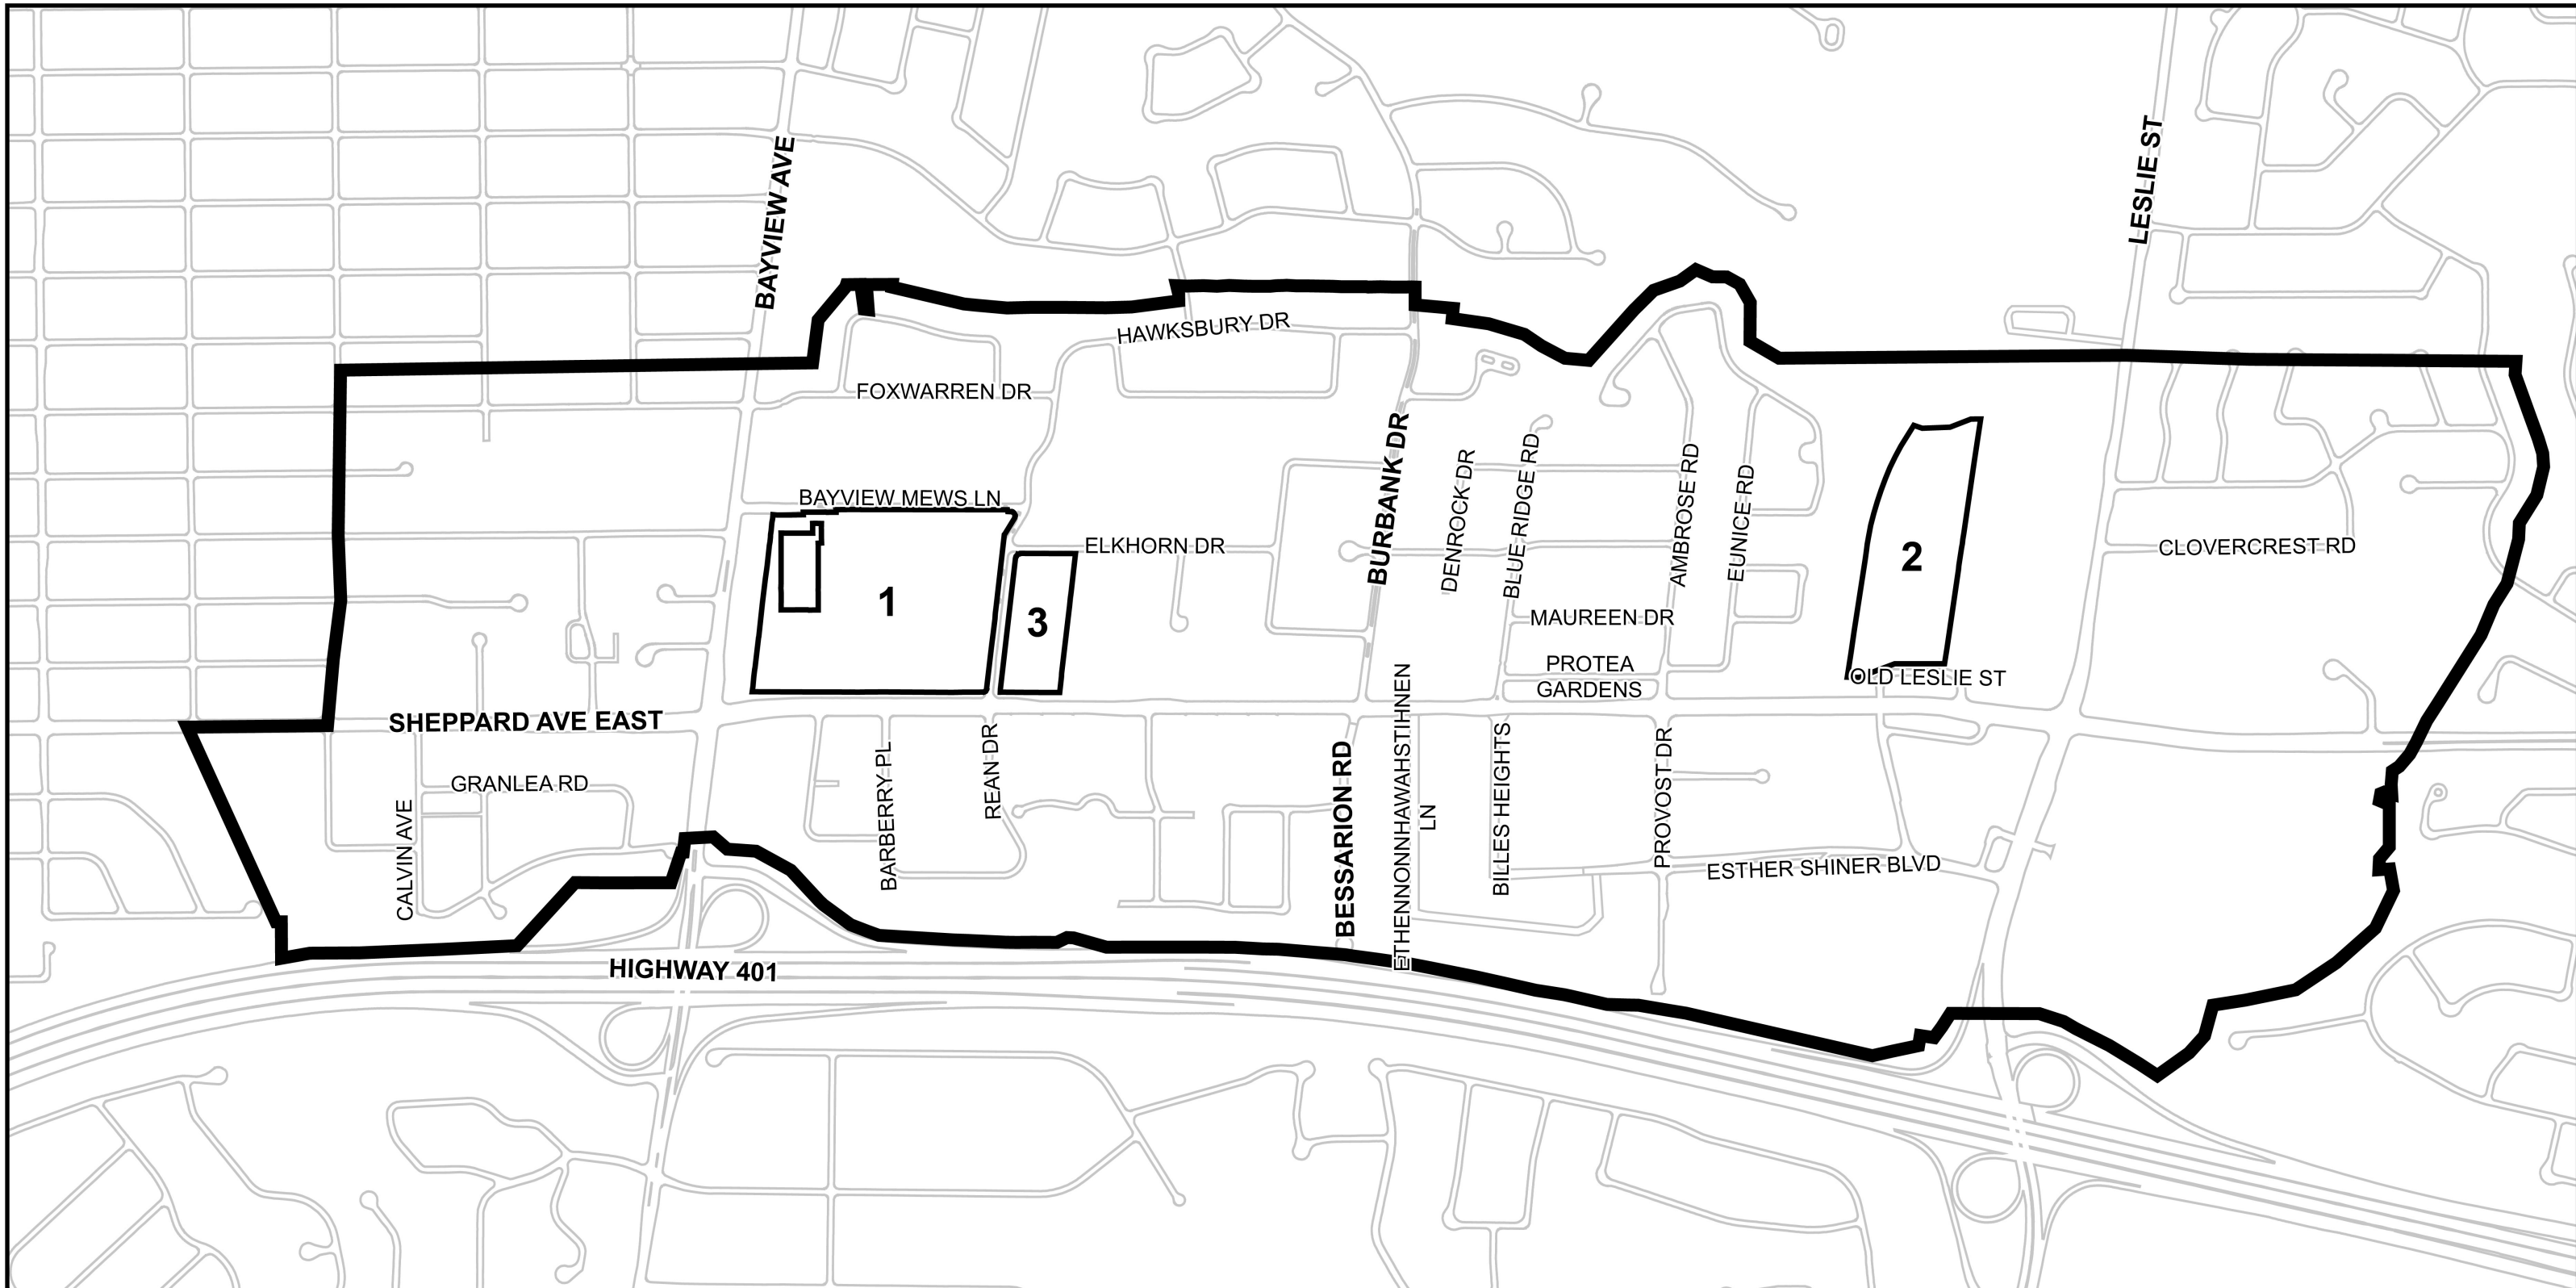 LESLIE ST
BAYVIEW AVE
HAWKSBURY DR
FOXWARREN DR
BURBANK DR
DENROCK DR
BLUE RIDGE RD
AMBROSE RD
EUNICE RD
BAYVIEW MEWS LN
ELKHORN DR
CLOVERCREST RD
2
1
3
MAUREEN DR
PROTEA
GARDENS
OLD LESLIE ST
SHEPPARD AVE EAST
GRANLEA RD
CALVIN AVE
BARBERRY PL
REAN DR
BESSARION RD
ETHENNONNHAWAHSTIHNEN
LN
BILLES HEIGHTS
PROVOST DR
ESTHER SHINER BLVD
HIGHWAY 401